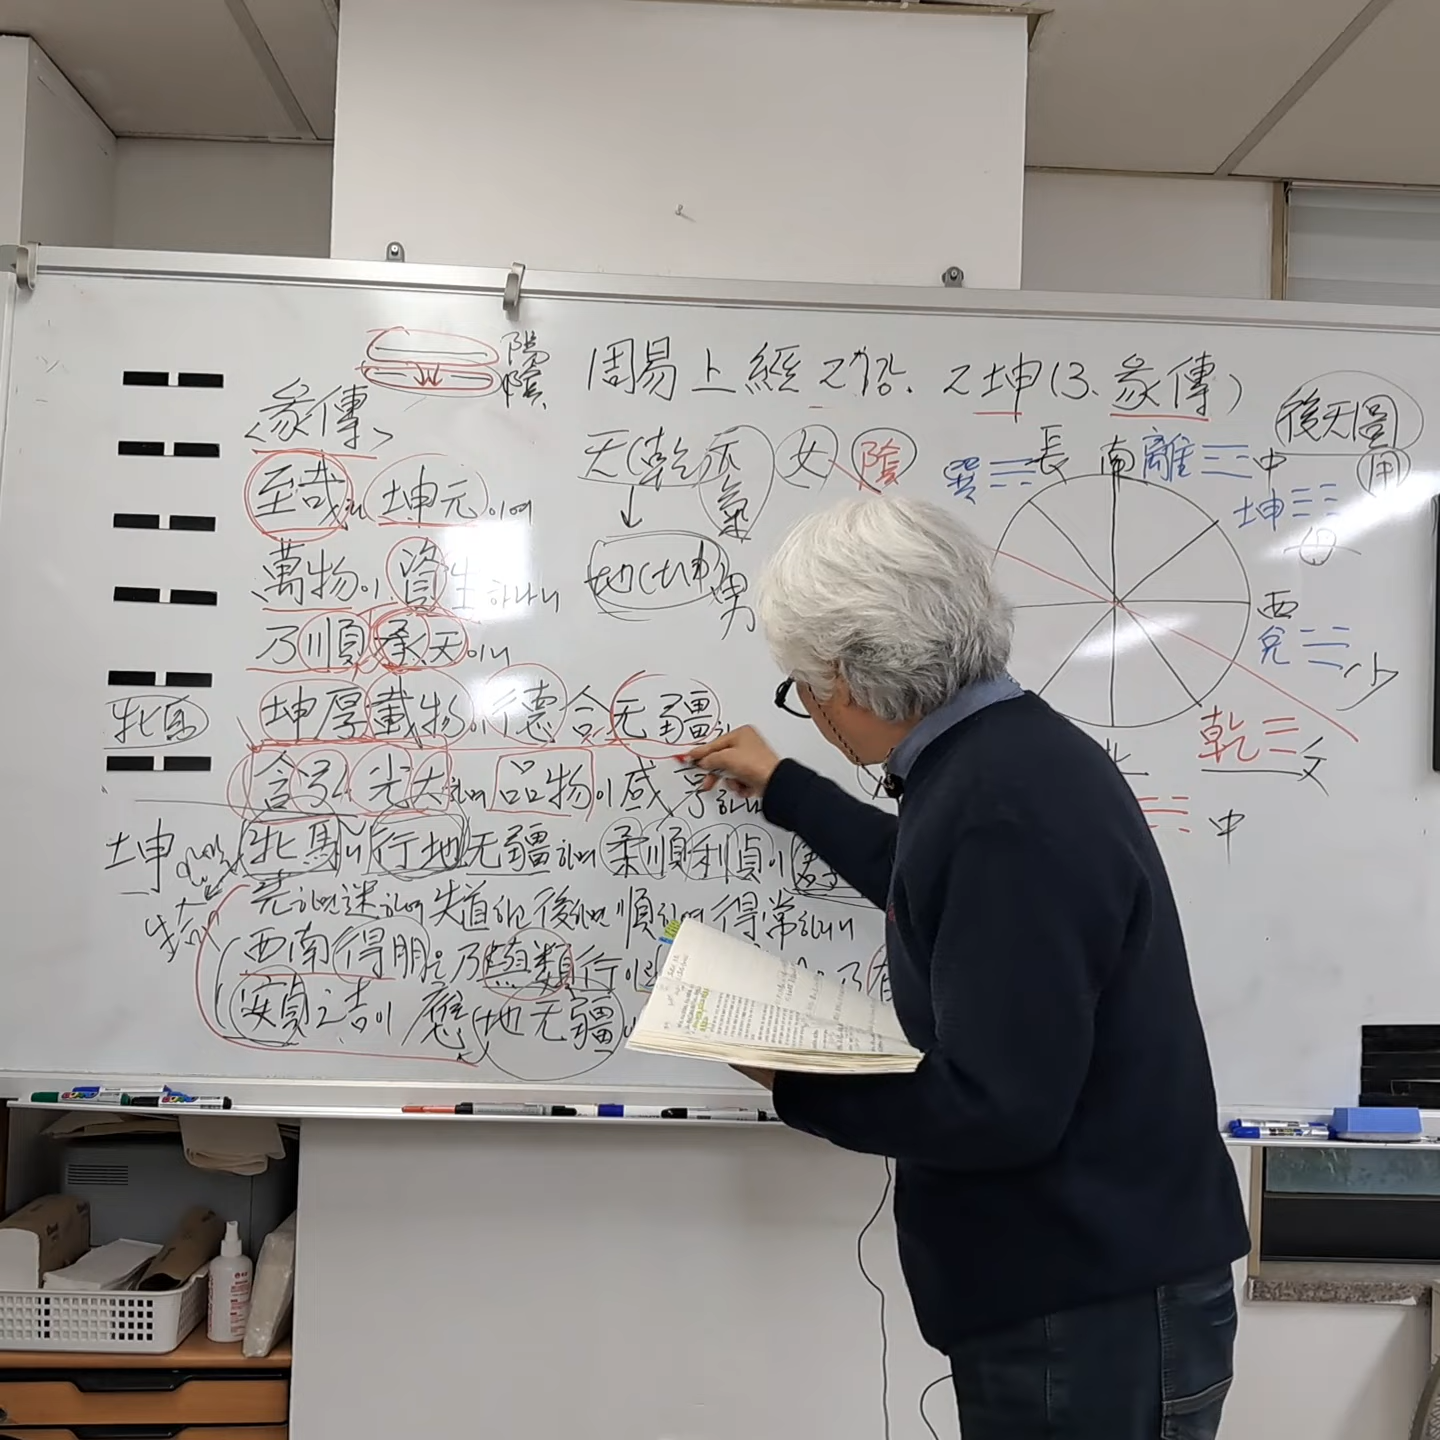 周易上經 2강. 2坤(3. 彖傳)
陽
陰
<彖傳>
至哉라 坤元이여
萬物이 資生하나니
乃順承天이니
坤厚載物이 德合无疆하
含弘光大하여 品物이 咸亨하나니
牝馬 行地无疆하며 柔順利貞이 君子
先하면 迷하여 失道하고 後하면 順하여 得常하리니
西南得朋은 乃與類行이요
乃有
安貞之吉이 應地无疆
坤
牝馬
天(乾)
氣
女
陰
地(坤)
男
後天圖
用
巽 ☴ 長
南
離 ☲ 中
坤 ☷
母
西
兌 ☱ 少
乾 ☰ 父
北
中